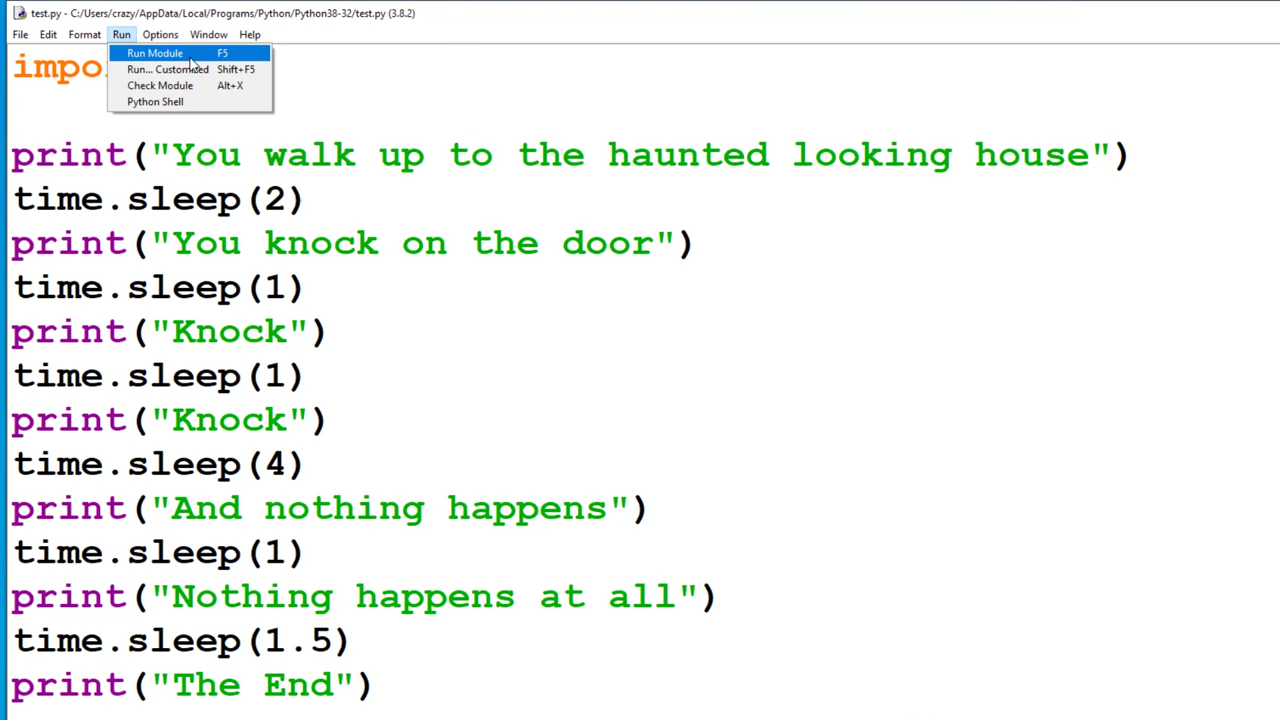 test.py - C:/Users/crazy/AppData/Local/Programs/Python/Python38-32/test.py (3.8.2)
File Edit Format Run Options Window Help
Run Module F5
Run... Customized Shift+F5
Check Module Alt+X
Python Shell
impo
print("You walk up to the haunted looking house")
time.sleep(2)
print("You knock on the door")
time.sleep(1)
print("Knock")
time.sleep(1)
print("Knock")
time.sleep(4)
print("And nothing happens")
time.sleep(1)
print("Nothing happens at all")
time.sleep(1.5)
print("The End")